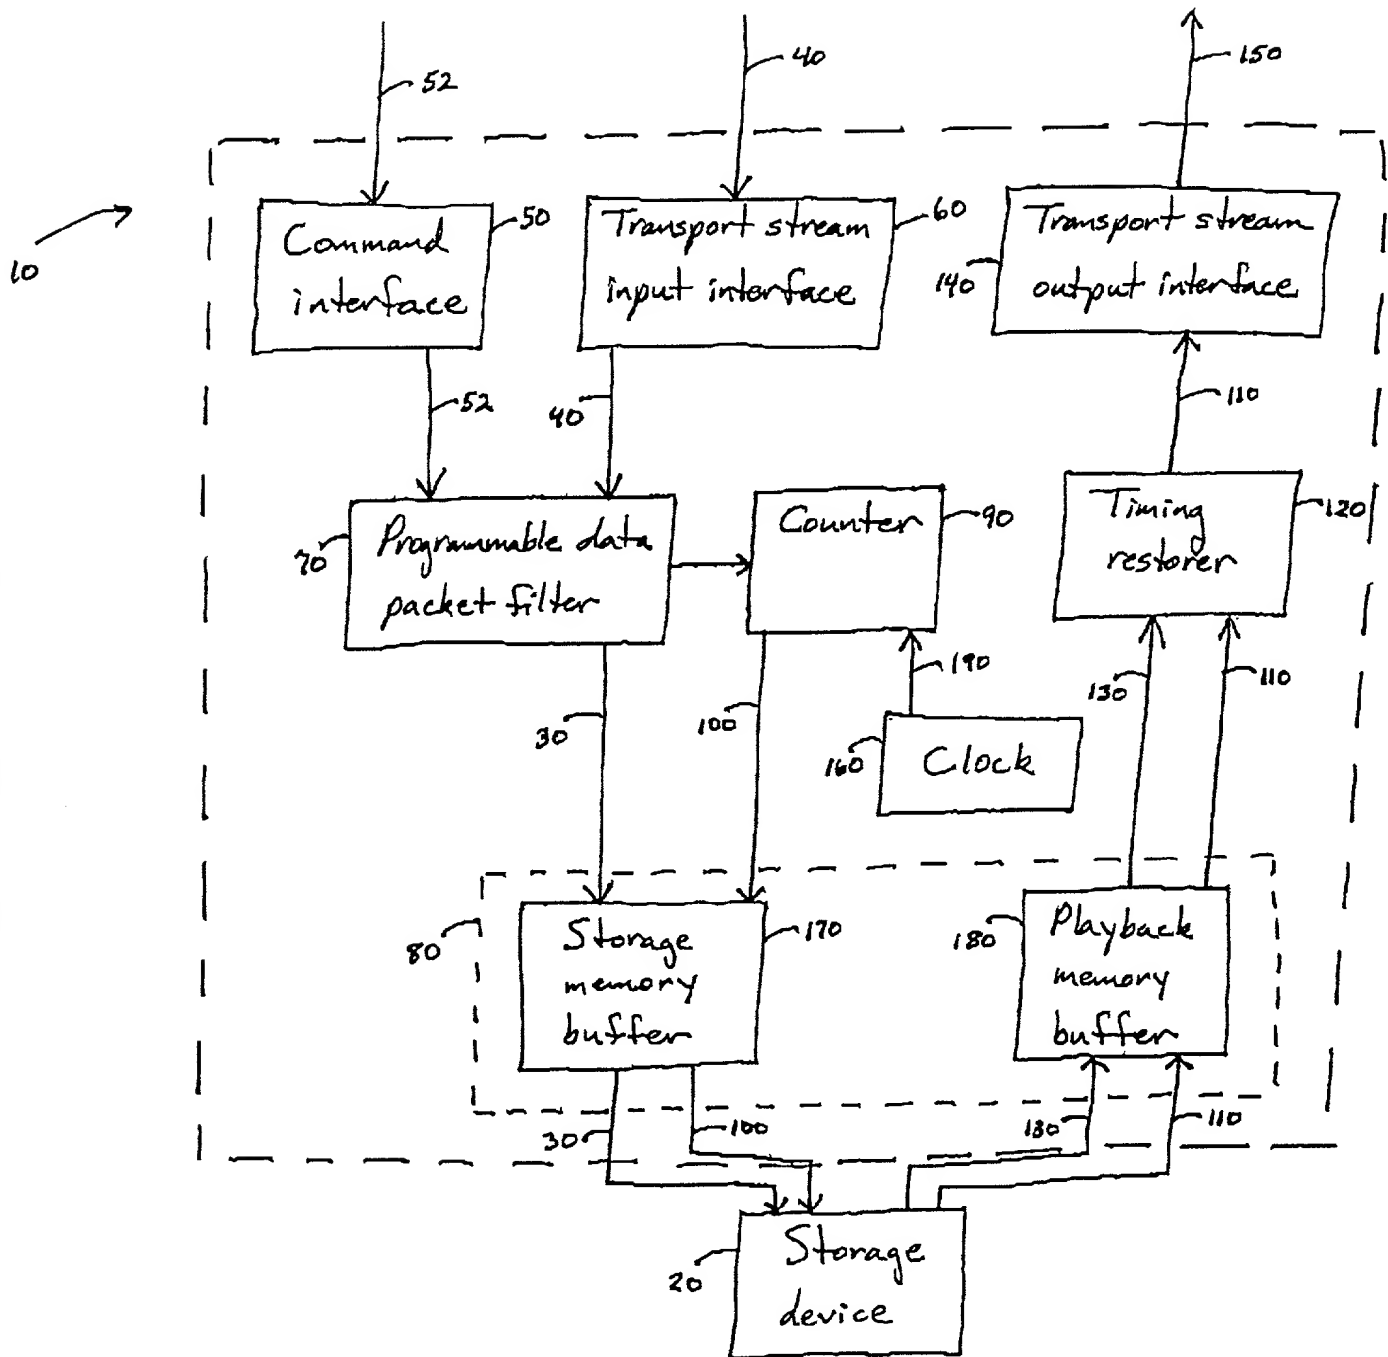 52
40
150
10
Command
interface
50
Transport stream
input interface
60
Transport stream
output interface
140
52
40
110
Programmable data
packet filter
70
Counter
90
Timing
restorer
120
30
100
190
130
110
Clock
160
80
Storage
memory
buffer
170
Playback
memory
buffer
180
30
100
130
110
Storage
device
20